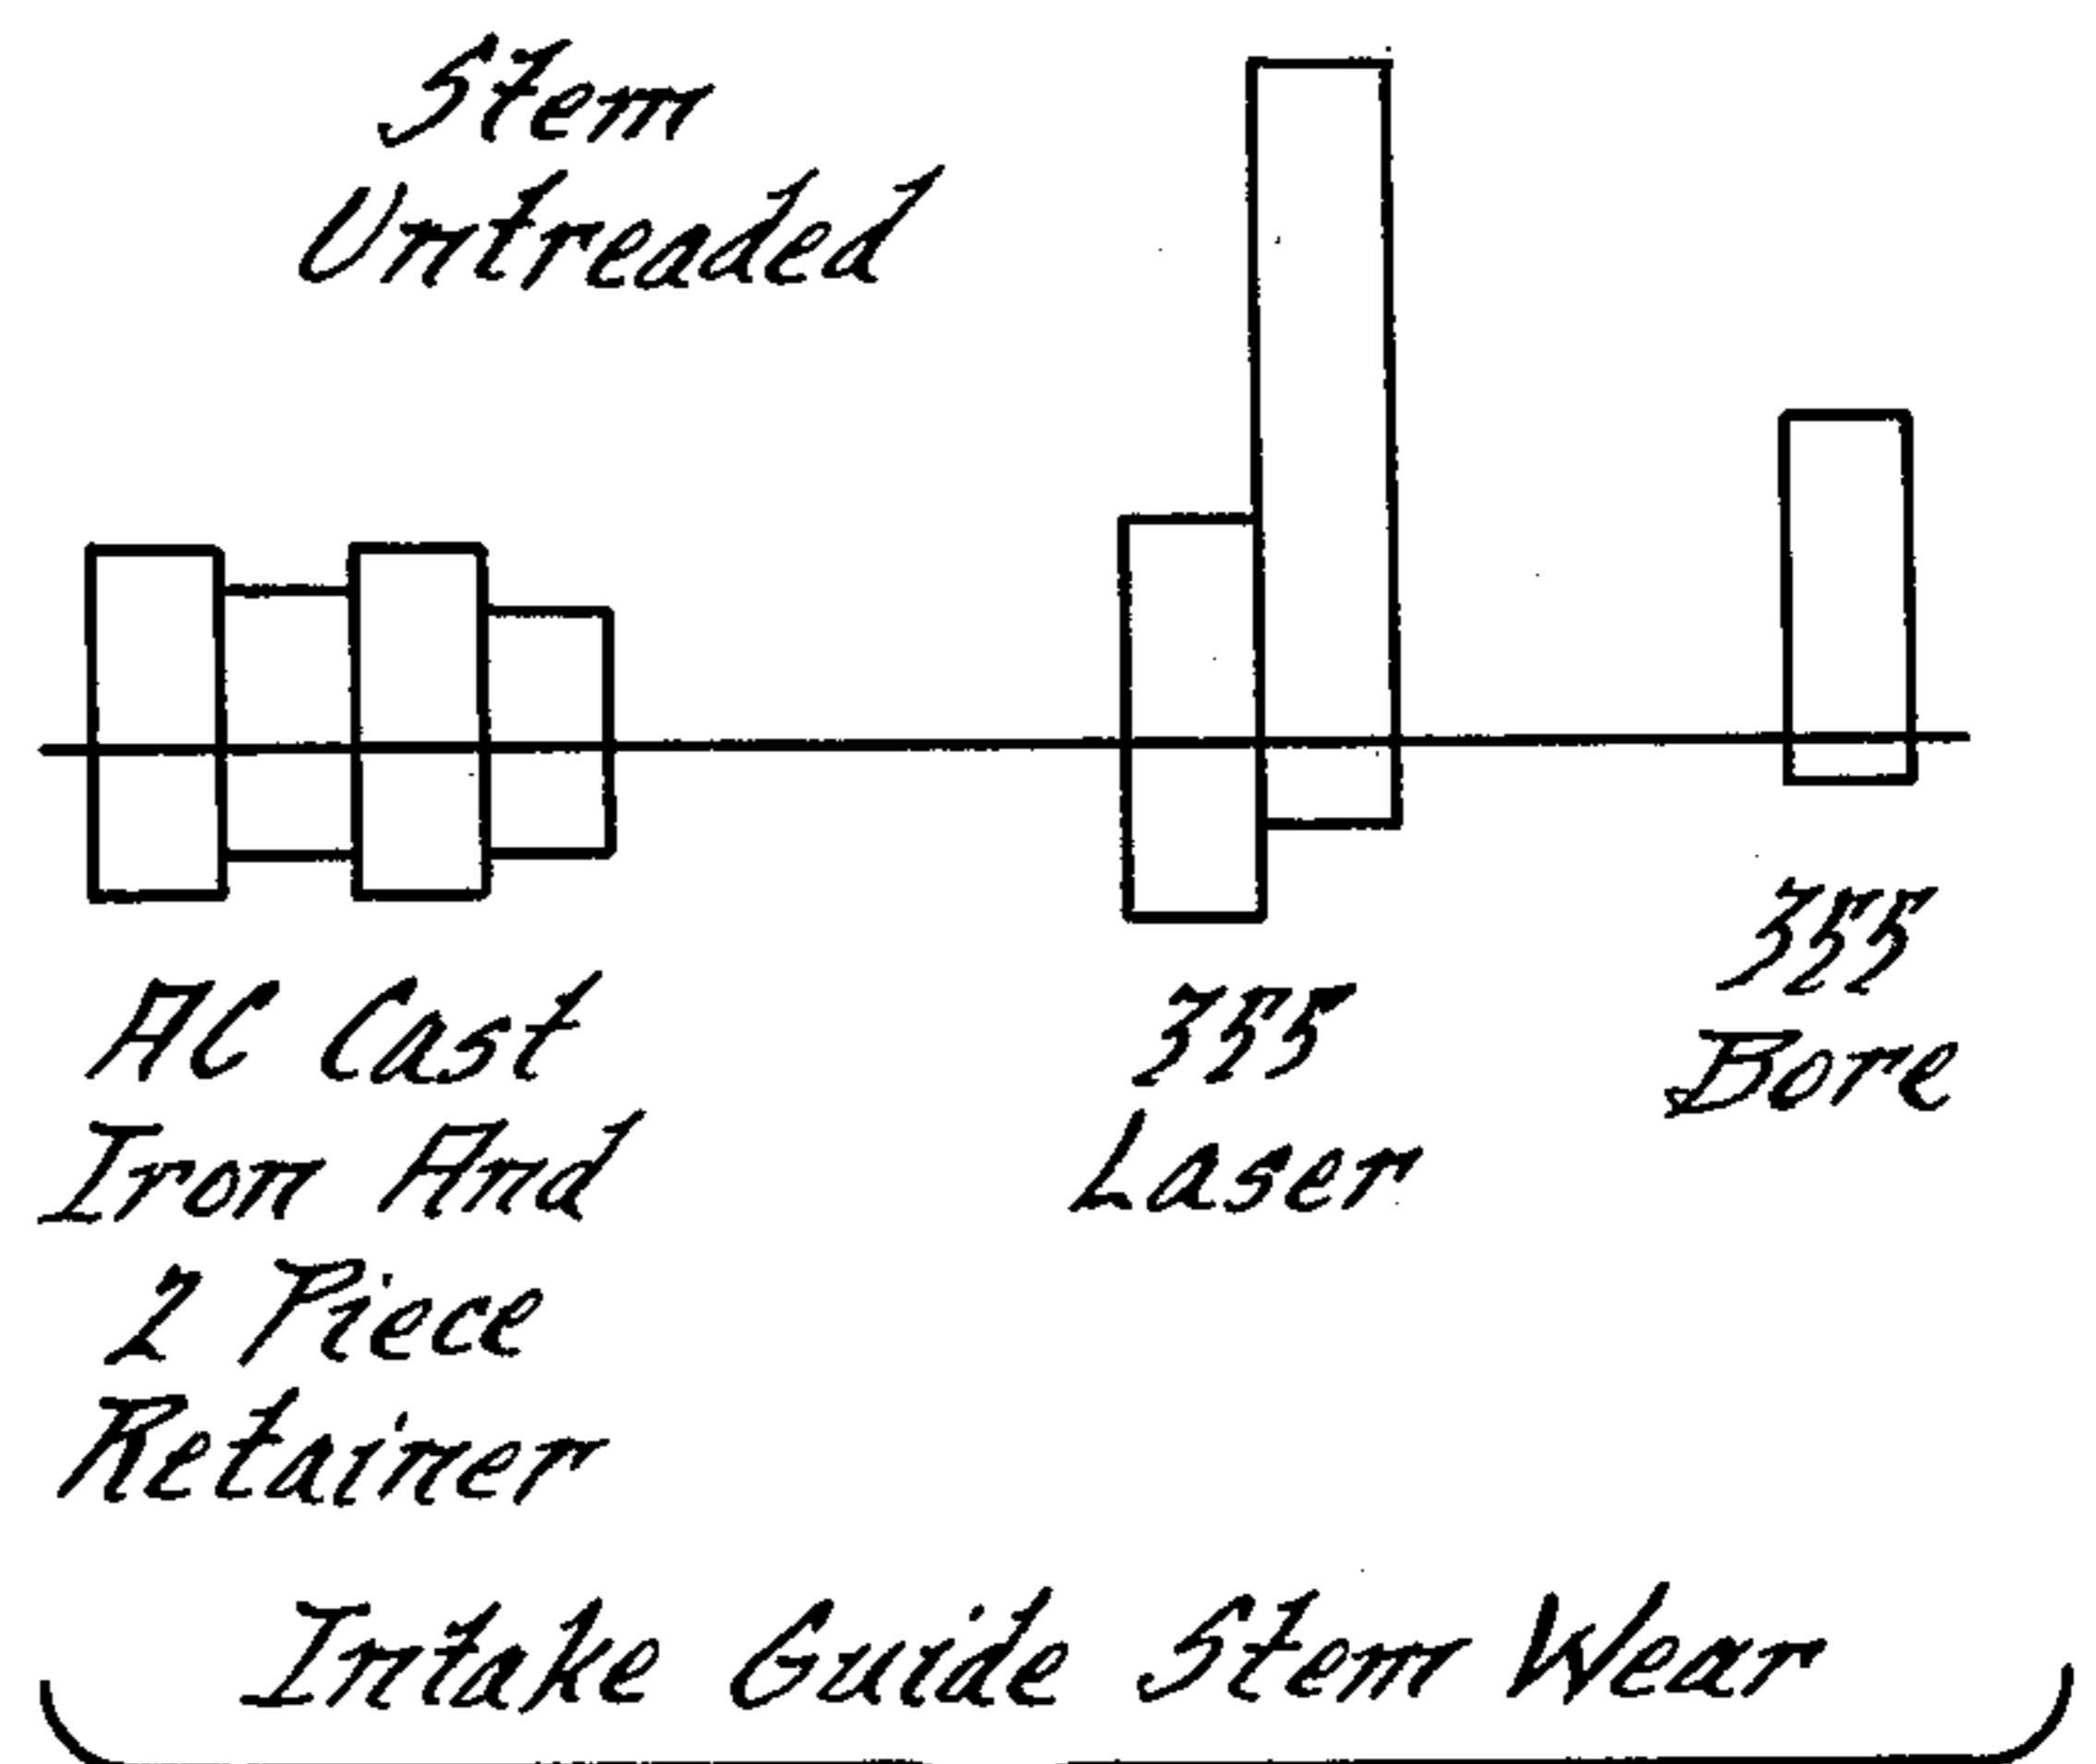 Stem
Untreaded
AC Cast
Iron And
2 Piece
Retainer
355
Laser
355
Bore
Intake Guide Stem Wear